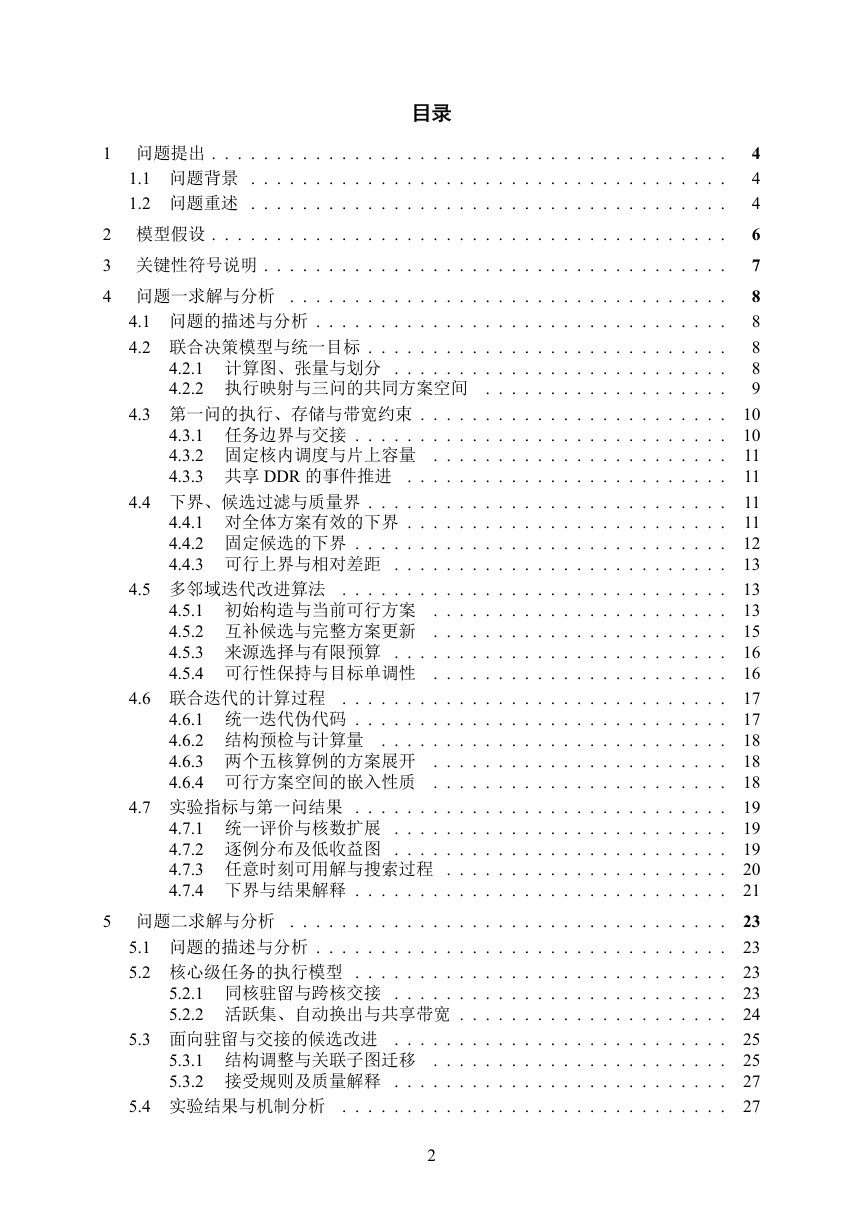 目录
1 问题提出 . . . . . . . . . . . . . . . . . . . . . . . . . . . . . . . . . . . . . . . . 4
1.1 问题背景 . . . . . . . . . . . . . . . . . . . . . . . . . . . . . . . . . . . . . 4
1.2 问题重述 . . . . . . . . . . . . . . . . . . . . . . . . . . . . . . . . . . . . . 4
2 模型假设 . . . . . . . . . . . . . . . . . . . . . . . . . . . . . . . . . . . . . . . . 6
3 关键性符号说明 . . . . . . . . . . . . . . . . . . . . . . . . . . . . . . . . . . . . 7
4 问题一求解与分析 . . . . . . . . . . . . . . . . . . . . . . . . . . . . . . . . . . 8
4.1 问题的描述与分析 . . . . . . . . . . . . . . . . . . . . . . . . . . . . . . . . 8
4.2 联合决策模型与统一目标 . . . . . . . . . . . . . . . . . . . . . . . . . . . . 8
4.2.1 计算图、张量与划分 . . . . . . . . . . . . . . . . . . . . . . . . . . 8
4.2.2 执行映射与三问的共同方案空间 . . . . . . . . . . . . . . . . . . . 9
4.3 第一问的执行、存储与带宽约束 . . . . . . . . . . . . . . . . . . . . . . . . 10
4.3.1 任务边界与交接 . . . . . . . . . . . . . . . . . . . . . . . . . . . . . 10
4.3.2 固定核内调度与片上容量 . . . . . . . . . . . . . . . . . . . . . . . 11
4.3.3 共享 DDR 的事件推进 . . . . . . . . . . . . . . . . . . . . . . . . . 11
4.4 下界、候选过滤与质量界 . . . . . . . . . . . . . . . . . . . . . . . . . . . . 11
4.4.1 对全体方案有效的下界 . . . . . . . . . . . . . . . . . . . . . . . . . 11
4.4.2 固定候选的下界 . . . . . . . . . . . . . . . . . . . . . . . . . . . . . 12
4.4.3 可行上界与相对差距 . . . . . . . . . . . . . . . . . . . . . . . . . . 13
4.5 多邻域迭代改进算法 . . . . . . . . . . . . . . . . . . . . . . . . . . . . . . 13
4.5.1 初始构造与当前可行方案 . . . . . . . . . . . . . . . . . . . . . . . 13
4.5.2 互补候选与完整方案更新 . . . . . . . . . . . . . . . . . . . . . . . 15
4.5.3 来源选择与有限预算 . . . . . . . . . . . . . . . . . . . . . . . . . . 16
4.5.4 可行性保持与目标单调性 . . . . . . . . . . . . . . . . . . . . . . . 16
4.6 联合迭代的计算过程 . . . . . . . . . . . . . . . . . . . . . . . . . . . . . . 17
4.6.1 统一迭代伪代码 . . . . . . . . . . . . . . . . . . . . . . . . . . . . . 17
4.6.2 结构预检与计算量 . . . . . . . . . . . . . . . . . . . . . . . . . . . 18
4.6.3 两个五核算例的方案展开 . . . . . . . . . . . . . . . . . . . . . . . 18
4.6.4 可行方案空间的嵌入性质 . . . . . . . . . . . . . . . . . . . . . . . 18
4.7 实验指标与第一问结果 . . . . . . . . . . . . . . . . . . . . . . . . . . . . . 19
4.7.1 统一评价与核数扩展 . . . . . . . . . . . . . . . . . . . . . . . . . . 19
4.7.2 逐例分布及低收益图 . . . . . . . . . . . . . . . . . . . . . . . . . . 19
4.7.3 任意时刻可用解与搜索过程 . . . . . . . . . . . . . . . . . . . . . . 20
4.7.4 下界与结果解释 . . . . . . . . . . . . . . . . . . . . . . . . . . . . . 21
5 问题二求解与分析 . . . . . . . . . . . . . . . . . . . . . . . . . . . . . . . . . . 23
5.1 问题的描述与分析 . . . . . . . . . . . . . . . . . . . . . . . . . . . . . . . . 23
5.2 核心级任务的执行模型 . . . . . . . . . . . . . . . . . . . . . . . . . . . . . 23
5.2.1 同核驻留与跨核交接 . . . . . . . . . . . . . . . . . . . . . . . . . . 23
5.2.2 活跃集、自动换出与共享带宽 . . . . . . . . . . . . . . . . . . . . . 24
5.3 面向驻留与交接的候选改进 . . . . . . . . . . . . . . . . . . . . . . . . . . 25
5.3.1 结构调整与关联子图迁移 . . . . . . . . . . . . . . . . . . . . . . . 25
5.3.2 接受规则及质量解释 . . . . . . . . . . . . . . . . . . . . . . . . . . 27
5.4 实验结果与机制分析 . . . . . . . . . . . . . . . . . . . . . . . . . . . . . . 27
2